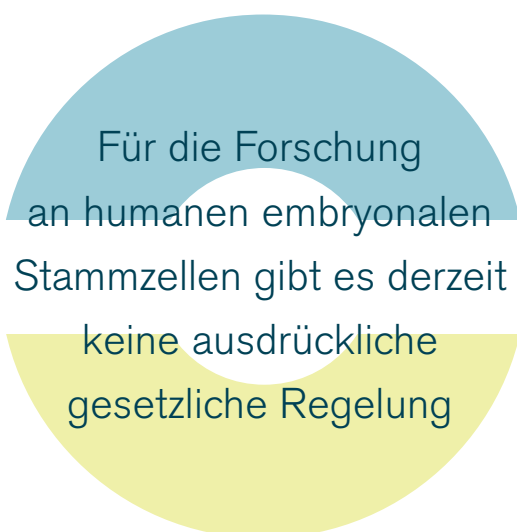 Für die Forschung
an humanen embryonalen
Stammzellen gibt es derzeit
keine ausdrückliche
gesetzliche Regelung